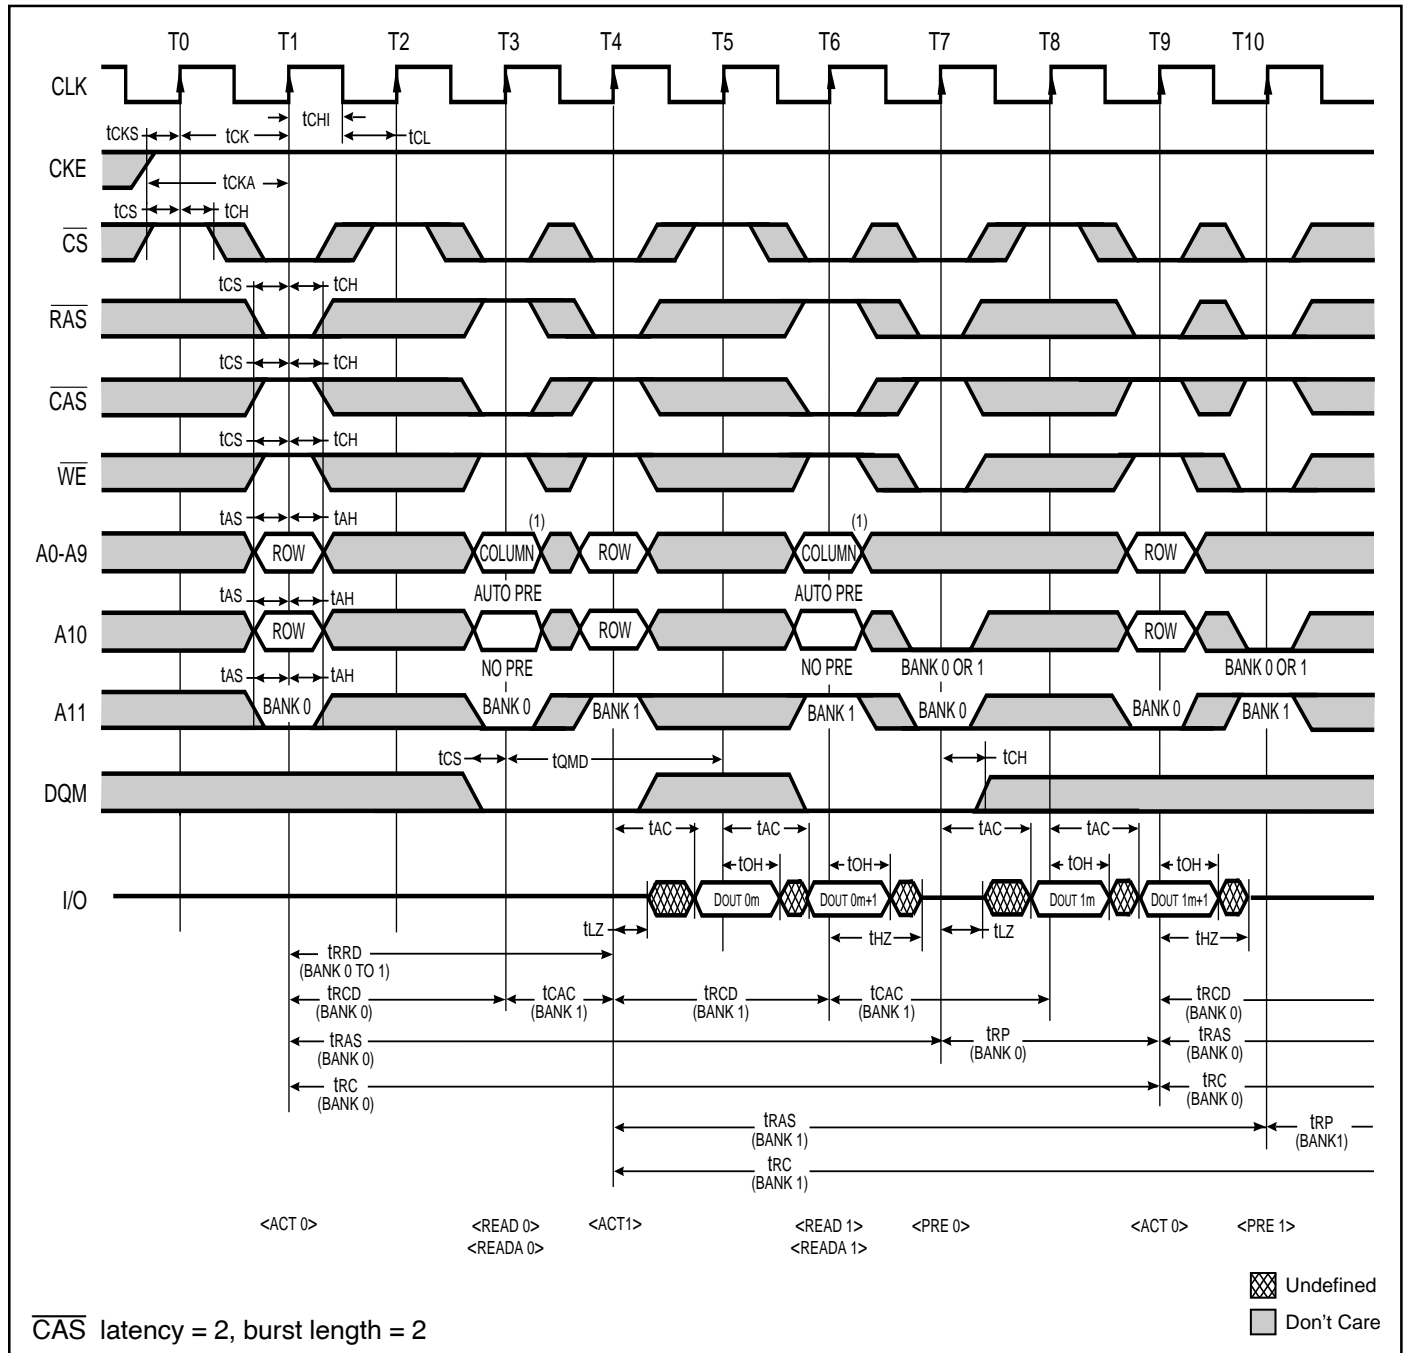 T0 T1 T2 T3 T4 T5 T6 T7 T8 T9 T10
CLK
tCHI
tCKS tCK tCL
CKE
tCKA
tCS tCH
CS
tCS tCH
RAS
tCS tCH
CAS
tCS tCH
WE
tAS tAH (1) (1)
A0-A9 ROW COLUMN ROW COLUMN ROW
AUTO PRE AUTO PRE
tAS tAH
A10 ROW ROW ROW
NO PRE NO PRE BANK 0 OR 1 BANK 0 OR 1
tAS tAH
A11 BANK 0 BANK 0 BANK 1 BANK 1 BANK 0 BANK 0 BANK 1
tCS tQMD tCH
DQM
tAC tAC tAC tAC
tOH tOH tOH tOH
I/O DOUT 0m DOUT 0m+1 DOUT 1m DOUT 1m+1
tLZ tHZ tLZ tHZ
tRRD
(BANK 0 TO 1)
tRCD tCAC tRCD tCAC tRCD
(BANK 0) (BANK 1) (BANK 1) (BANK 1) (BANK 0)
tRAS tRP tRAS
(BANK 0) (BANK 0) (BANK 0)
tRC tRC
(BANK 0) (BANK 0)
tRAS tRP
(BANK 1) (BANK1)
tRC
(BANK 1)
<ACT 0> <READ 0> <ACT1> <READ 1> <PRE 0> <ACT 0> <PRE 1>
<READA 0> <READA 1>
Undefined
Don't Care
CAS latency = 2, burst length = 2